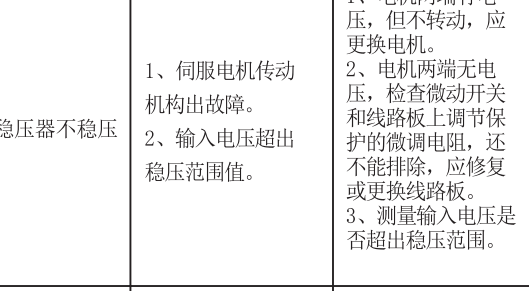 稳压器不稳压
1、伺服电机传动
机构出故障。
2、输入电压超出
稳压范围值。
压，但不转动，应
更换电机。
2、电机两端无电
压，检查微动开关
和线路板上调节保
护的微调电阻，还
不能排除，应修复
或更换线路板。
3、测量输入电压是
否超出稳压范围。